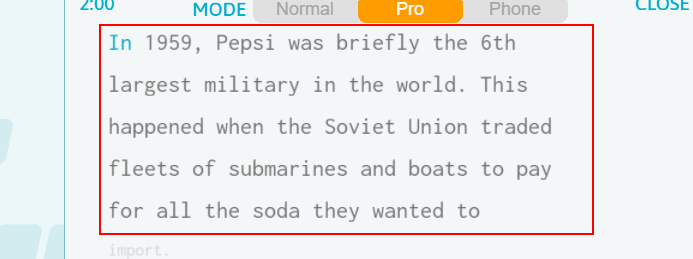 2:00 MODE Normal Pro Phone CLOSE
In 1959, Pepsi was briefly the 6th
largest military in the world. This
happened when the Soviet Union traded
fleets of submarines and boats to pay
for all the soda they wanted to
import.